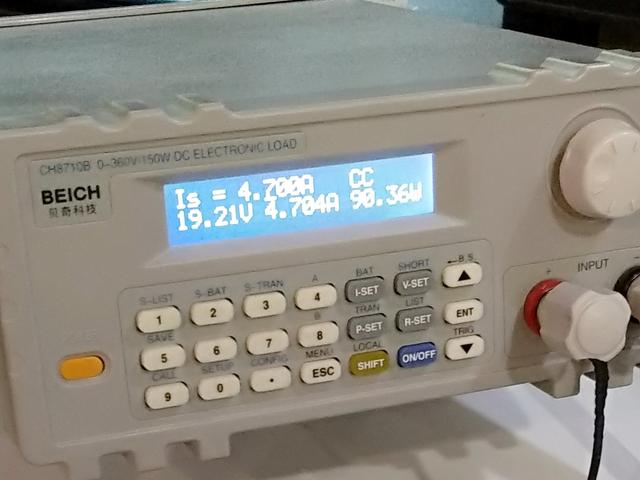 CH8710B 0-360V/150W DC ELECTRONIC LOAD
BEICH
贝奇科技
Is = 4.700A CC
19.21V 4.704A 90.36W
S-LIST S-BAT S-TRAN A BAT SHORT ←B.S.
1 2 3 4 I-SET V-SET ▲
SAVE B TRAN LIST
5 6 7 8 P-SET R-SET ENT
CALL SETUP CONFIG MENU LOCAL TRIG
9 0 • ESC SHIFT ON/OFF ▼
+ INPUT